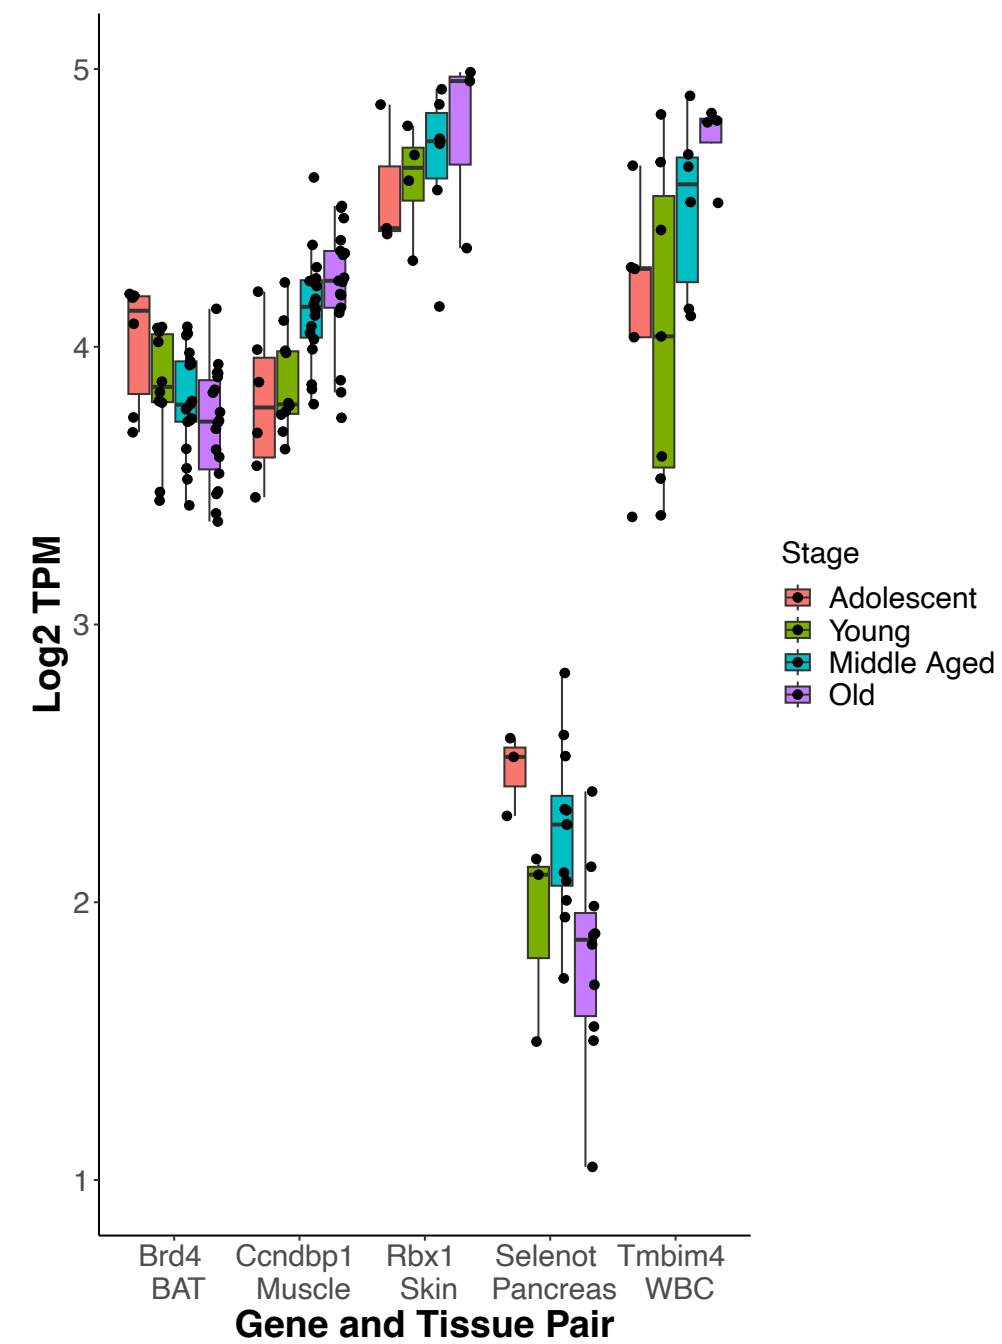 5
4
3
2
1
Log2 TPM
Brd4 BAT
Ccndbp1 Muscle
Rbx1 Skin
Selenot Pancreas
Tmbim4 WBC
Gene and Tissue Pair
Stage
Adolescent
Young
Middle Aged
Old